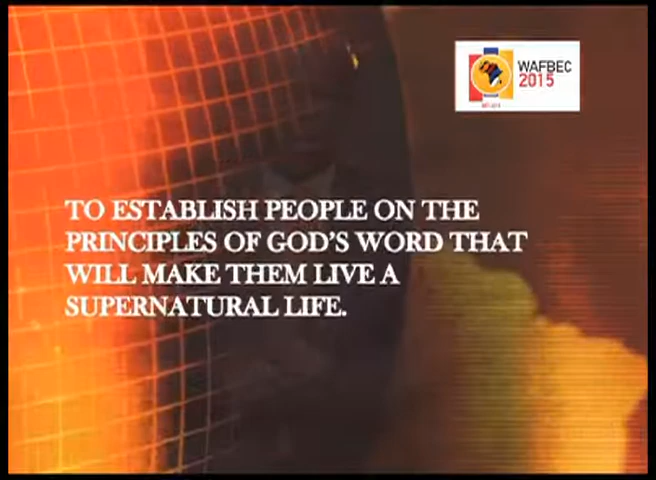 WAFBEC
2015
TO ESTABLISH PEOPLE ON THE
PRINCIPLES OF GOD'S WORD THAT
WILL MAKE THEM LIVE A
SUPERNATURAL LIFE.